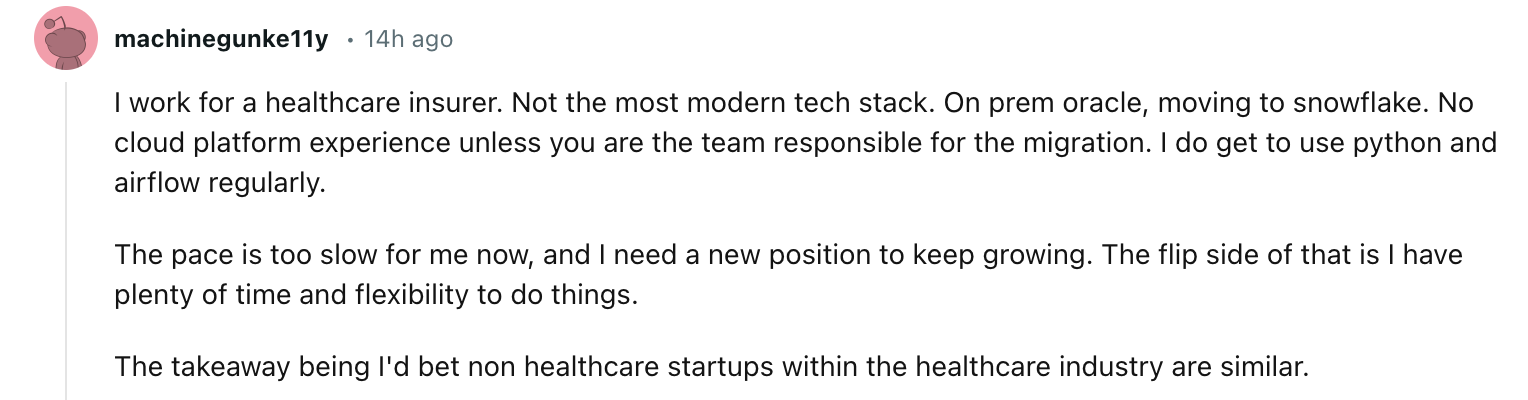 machinegunke11y • 14h ago
I work for a healthcare insurer. Not the most modern tech stack. On prem oracle, moving to snowflake. No
cloud platform experience unless you are the team responsible for the migration. I do get to use python and
airflow regularly.
The pace is too slow for me now, and I need a new position to keep growing. The flip side of that is I have
plenty of time and flexibility to do things.
The takeaway being I'd bet non healthcare startups within the healthcare industry are similar.